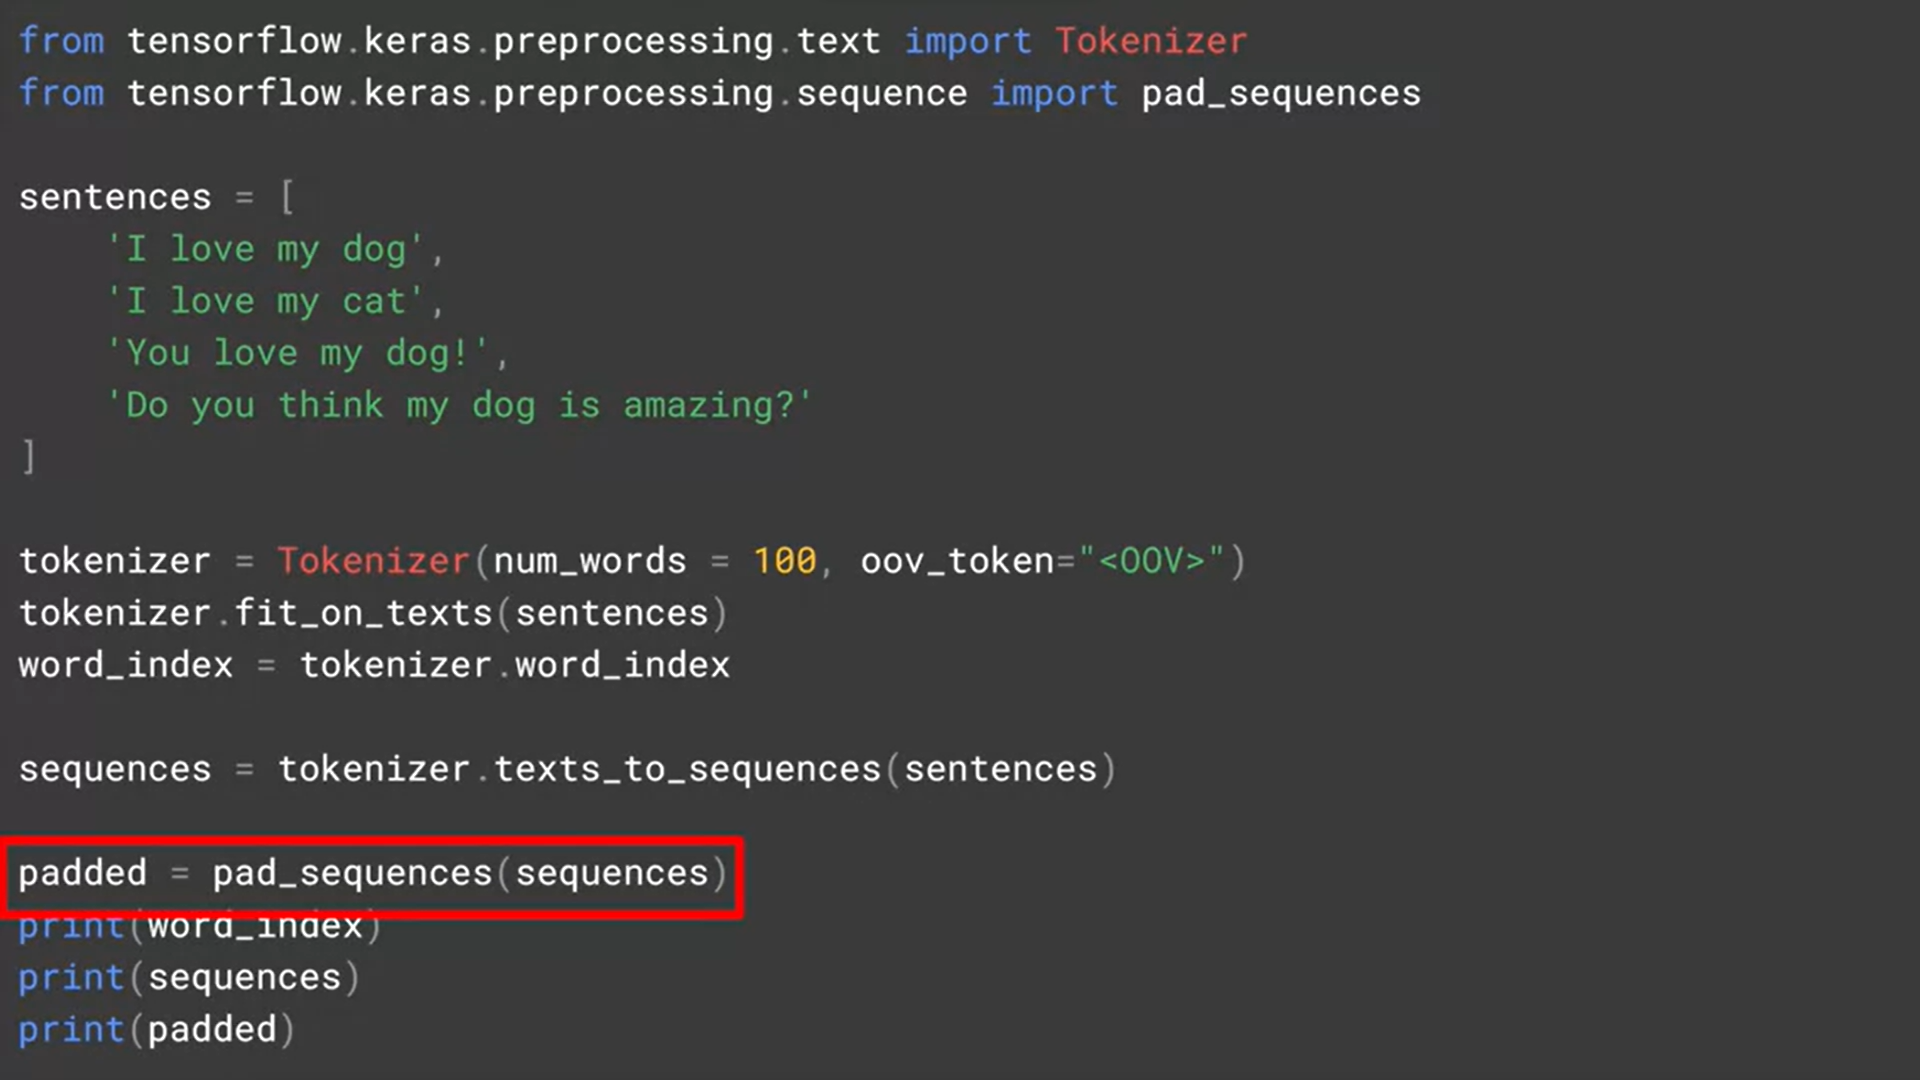 from tensorflow.keras.preprocessing.text import Tokenizer
from tensorflow.keras.preprocessing.sequence import pad_sequences
sentences = [
    'I love my dog',
    'I love my cat',
    'You love my dog!',
    'Do you think my dog is amazing?'
]
tokenizer = Tokenizer(num_words = 100, oov_token="<OOV>")
tokenizer.fit_on_texts(sentences)
word_index = tokenizer.word_index
sequences = tokenizer.texts_to_sequences(sentences)
padded = pad_sequences(sequences)
print(word_index)
print(sequences)
print(padded)